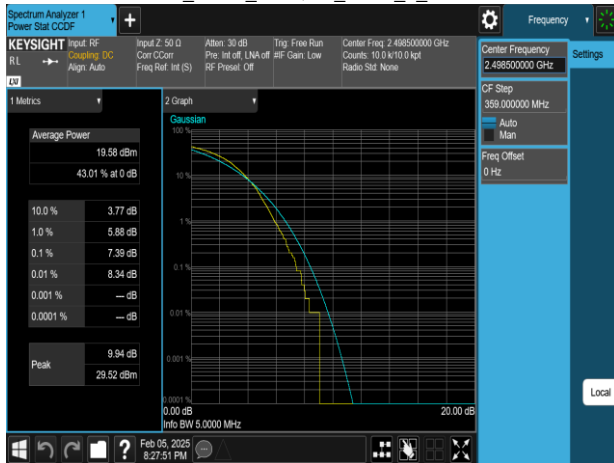 Spectrum Analyzer 1
Power Stat CCDF
Frequency
KEYSIGHT
Input: RF
Coupling: DC
Align: Auto
Input Z: 50 Ω
Corr CCorr
Freq Ref: Int (S)
Atten: 30 dB
Pre: Int off, LNA off
RF Preset: Off
Trig: Free Run
#IF Gain: Low
Center Freq: 2.498500000 GHz
Counts: 10.0 k/10.0 kpt
Radio Std: None
RL
LXI
Center Frequency
2.498500000 GHz
Settings
CF Step
359.000000 MHz
Auto
Man
Freq Offset
0 Hz
1 Metrics
Average Power
19.58 dBm
43.01 % at 0 dB
10.0 % 3.77 dB
1.0 % 5.88 dB
0.1 % 7.39 dB
0.01 % 8.34 dB
0.001 % --- dB
0.0001 % --- dB
Peak
9.94 dB
29.52 dBm
2 Graph
Gaussian
100 %
10 %
1 %
0.1 %
0.01 %
0.001 %
0.0001 %
0.00 dB 20.00 dB
Info BW 5.0000 MHz
Local
?
Feb 05, 2025
8:27:51 PM